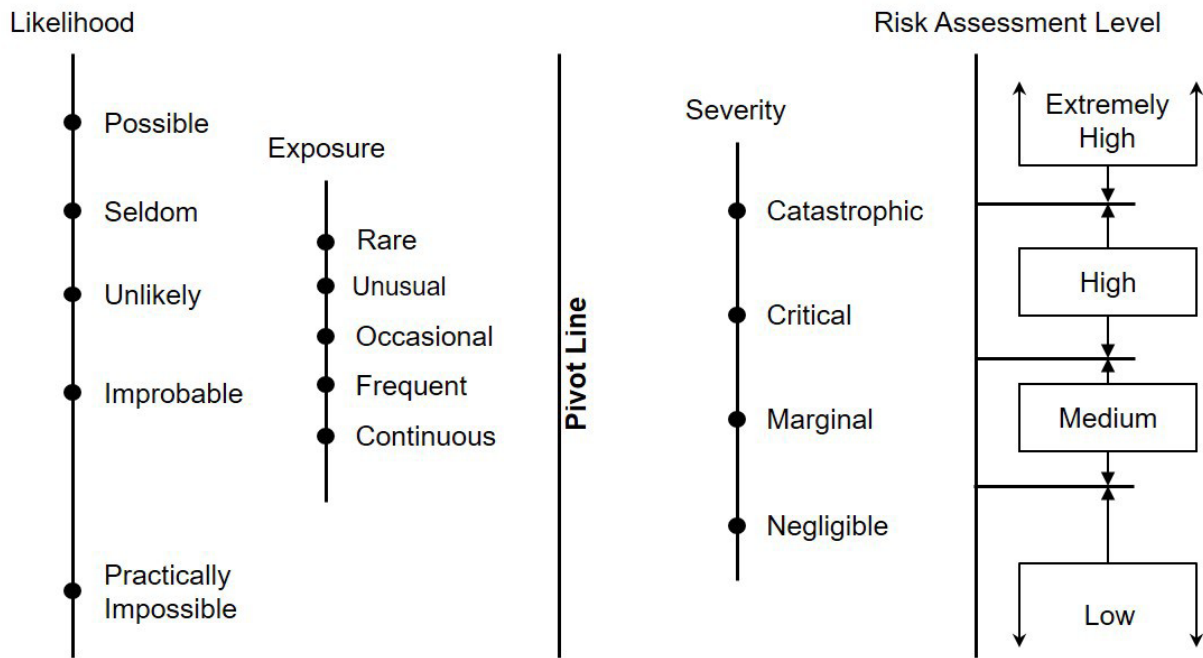 Likelihood
Possible
Seldom
Unlikely
Improbable
Practically
Impossible
Exposure
Rare
Unusual
Occasional
Frequent
Continuous
Pivot Line
Severity
Catastrophic
Critical
Marginal
Negligible
Risk Assessment Level
Extremely
High
High
Medium
Low